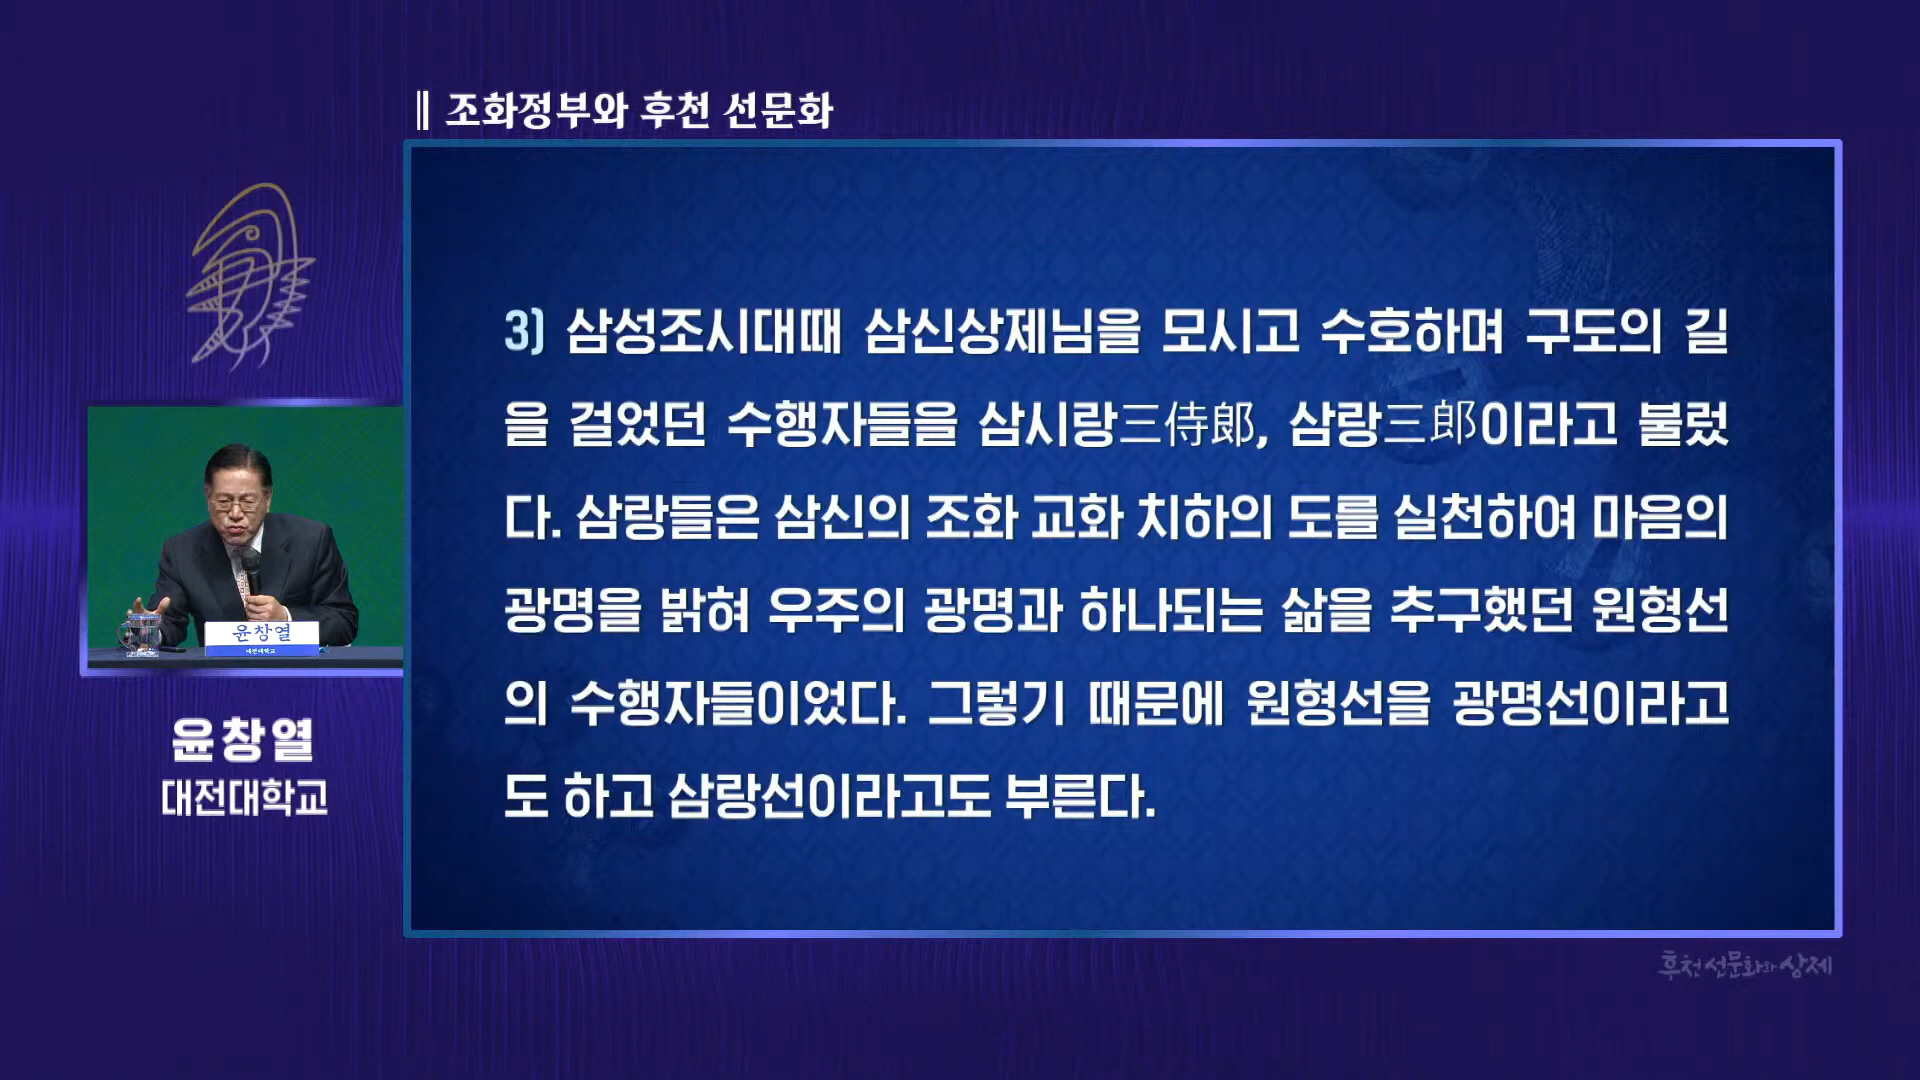 조화정부와 후천 선문화
3) 삼성조시대때 삼신상제님을 모시고 수호하며 구도의 길
을 걸었던 수행자들을 삼시랑三侍郞, 삼랑三郞이라고 불렀
다. 삼랑들은 삼신의 조화 교화 치하의 도를 실천하여 마음의
광명을 밝혀 우주의 광명과 하나되는 삶을 추구했던 원형선
의 수행자들이었다. 그렇기 때문에 원형선을 광명선이라고
도 하고 삼랑선이라고도 부른다.
윤창열
대전대학교
윤창열
대전대학교
후천선문화와 상제